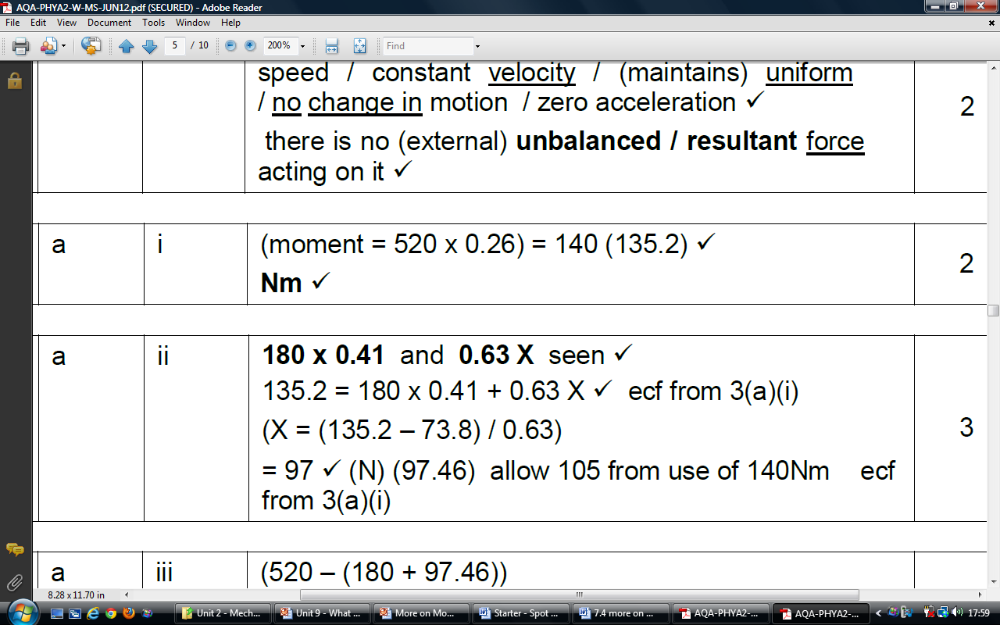 AQA-PHYA2-W-MS-JUN12.pdf (SECURED) - Adobe Reader
File Edit View Document Tools Window Help
5 / 10 200% Find
speed / constant velocity / (maintains) uniform
/ no change in motion / zero acceleration ✓
2
there is no (external) unbalanced / resultant force
acting on it ✓
a i (moment = 520 x 0.26) = 140 (135.2) ✓
2
Nm ✓
a ii 180 x 0.41 and 0.63 X seen ✓
135.2 = 180 x 0.41 + 0.63 X ✓ ecf from 3(a)(i)
(X = (135.2 – 73.8) / 0.63)
3
= 97 ✓ (N) (97.46) allow 105 from use of 140Nm ecf
from 3(a)(i)
a iii (520 – (180 + 97.46))
8.28 x 11.70 in
Unit 2 - Mech... Unit 9 - What ... More on Mo... Starter - Spot ... 7.4 more on ... AQA-PHYA2-... AQA-PHYA2-... 17:59